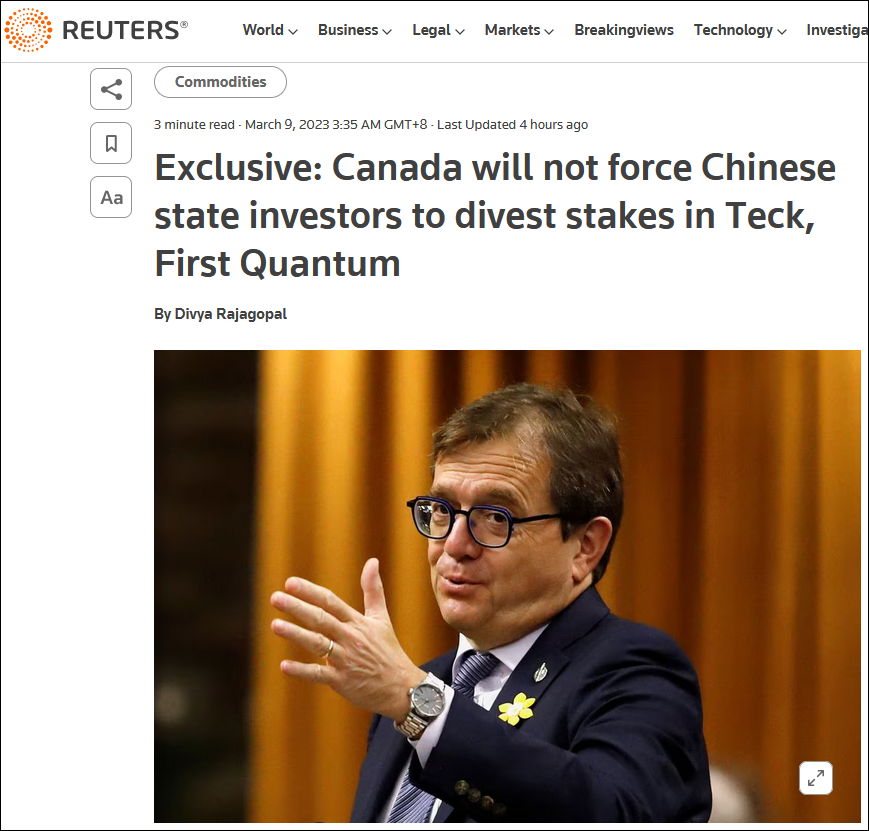 REUTERS®
World Business Legal Markets Breakingviews Technology Investiga
Commodities
3 minute read · March 9, 2023 3:35 AM GMT+8 · Last Updated 4 hours ago
Aa
Exclusive: Canada will not force Chinese
state investors to divest stakes in Teck,
First Quantum
By Divya Rajagopal